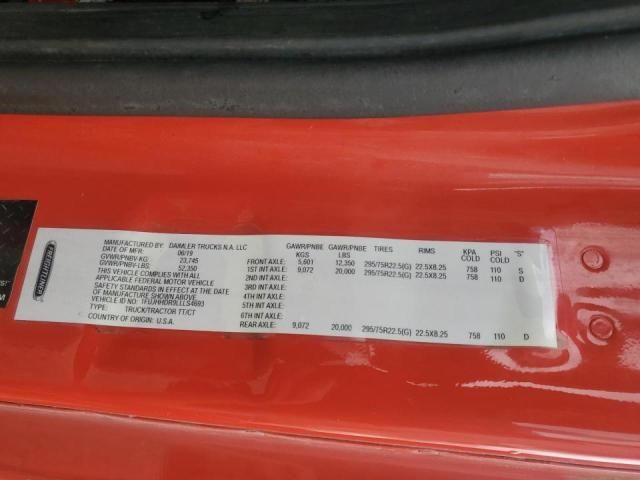 FREIGHTLINER
MANUFACTURED BY: DAIMLER TRUCKS N.A. LLC
DATE OF MFR: 06/19
GVWR/PNBV-KG: 23,745
GVWR/PNBV-LBS: 52,350
THIS VEHICLE COMPLIES WITH ALL
APPLICABLE FEDERAL MOTOR VEHICLE
SAFETY STANDARDS IN EFFECT AT DATE
OF MANUFACTURE SHOWN ABOVE.
VEHICLE ID NO.: 1FUJHHDR9LLLS4693
TYPE: TRUCK/TRACTOR TT/CT
COUNTRY OF ORIGIN: U.S.A.
GAWR/PNBE GAWR/PNBE TIRES RIMS KPA PSI "S"
KGS LBS COLD COLD
FRONT AXLE: 5,601 12,350 295/75R22.5(G) 22.5X8.25 758 110 S
1ST INT AXLE: 9,072 20,000 295/75R22.5(G) 22.5X8.25 758 110 D
2ND INT AXLE:
3RD INT AXLE:
4TH INT AXLE:
5TH INT AXLE:
6TH INT AXLE:
REAR AXLE: 9,072 20,000 295/75R22.5(G) 22.5X8.25 758 110 D